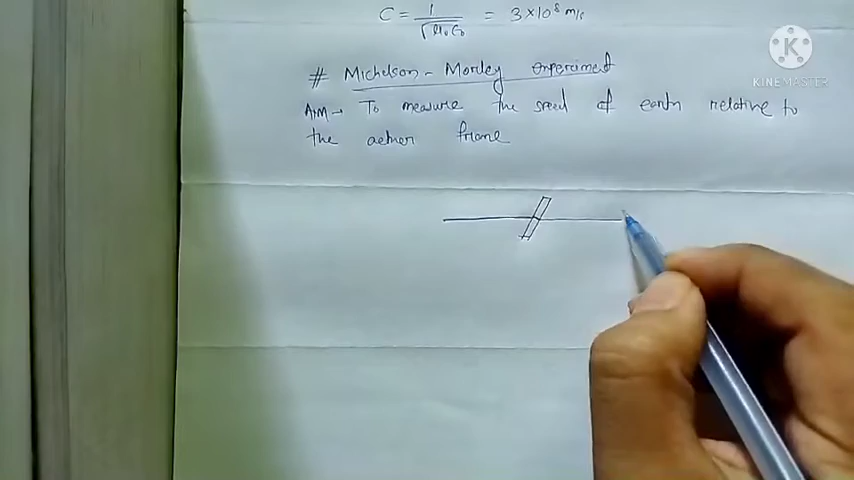 C = 1/√μ₀ε₀ = 3×10⁸ m/s
K
KINEMASTER
# Michelson - Morley experiment
AIM → To measure the speed of earth relative to
the aether frame